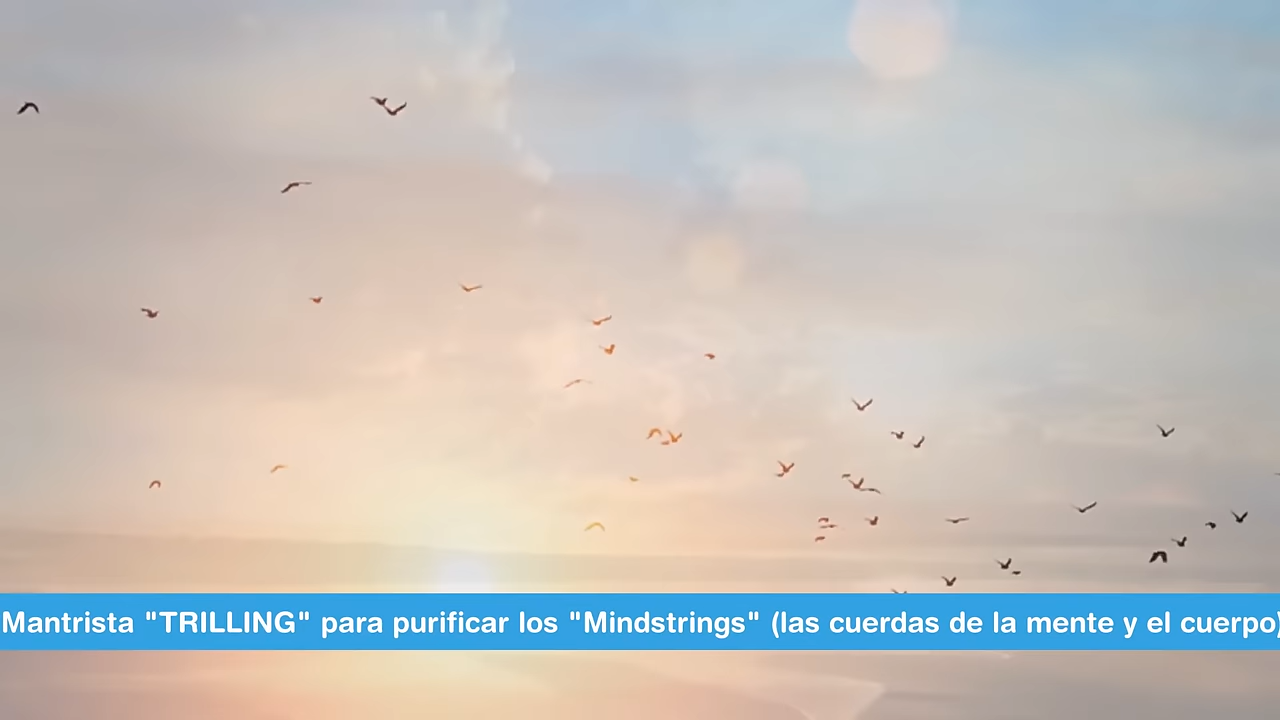 Mantrista "TRILLING" para purificar los "Mindstrings" (las cuerdas de la mente y el cuerpo)